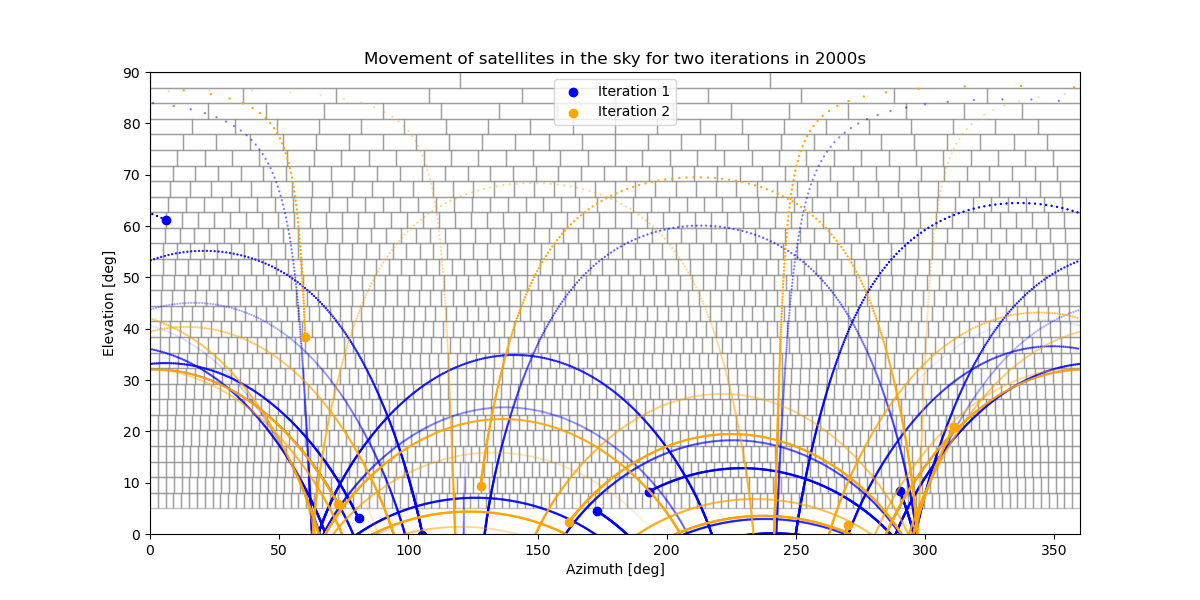 Movement of satellites in the sky for two iterations in 2000s
Iteration 1
Iteration 2
Elevation [deg]
90
80
70
60
50
40
30
20
10
0
0 50 100 150 200 250 300 350
Azimuth [deg]